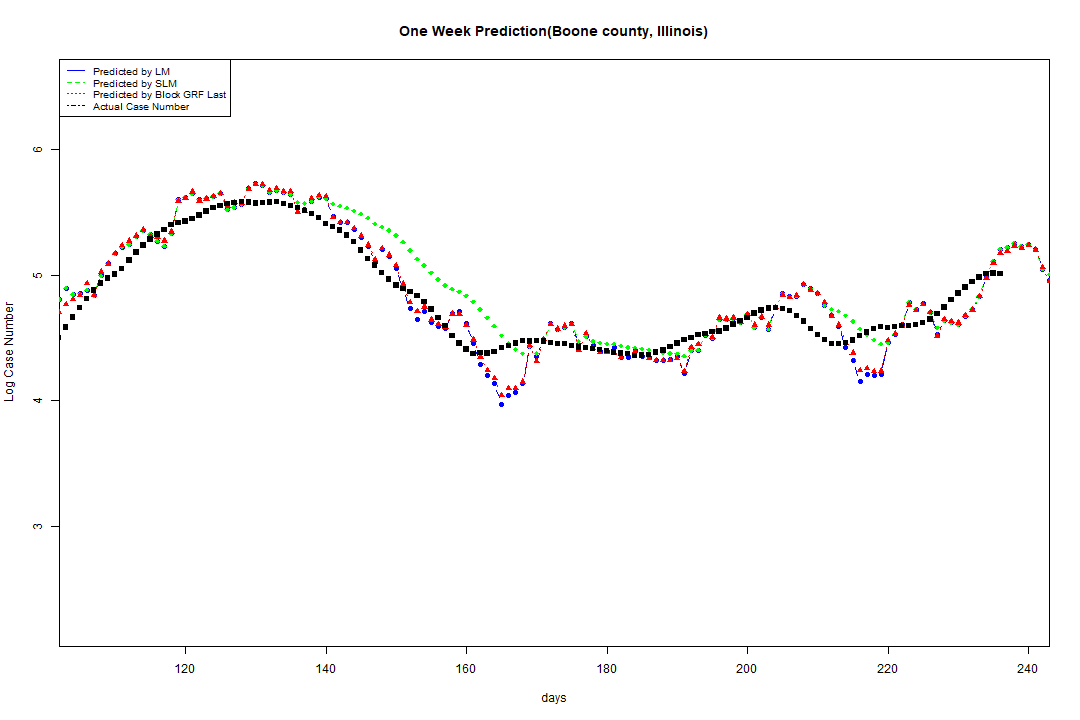 One Week Prediction(Boone county, Illinois)
Predicted by LM
Predicted by SLM
Predicted by Block GRF Last
Actual Case Number
6
5
4
3
Log Case Number
120 140 160 180 200 220 240
days